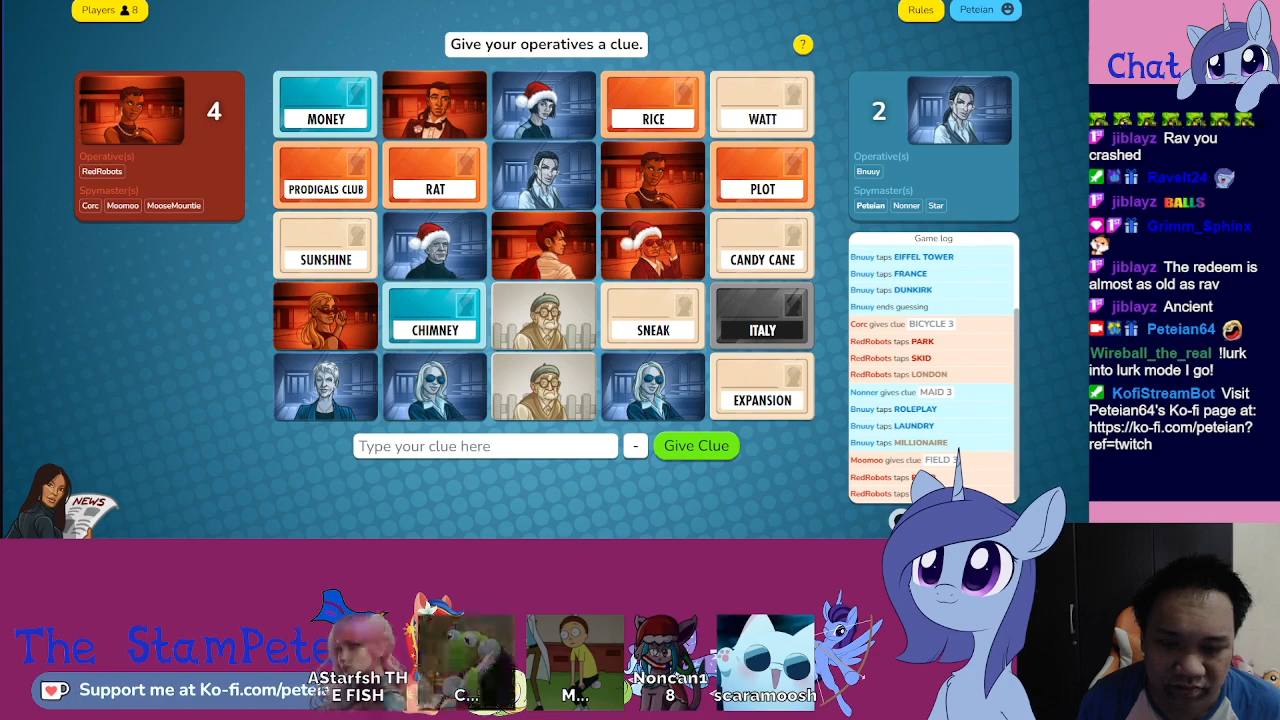 Players 8
Rules
Peteian
Give your operatives a clue.
?
4
Operative(s)
RedRobots
Spymaster(s)
Corc Moomoo MooseMountie
MONEY
RICE
WATT
PRODIGALS CLUB
RAT
PLOT
SUNSHINE
CANDY CANE
CHIMNEY
SNEAK
ITALY
EXPANSION
Type your clue here
-
Give Clue
2
Operative(s)
Bnuuy
Spymaster(s)
Peteian Nonner Star
Game log
Bnuuy taps EIFFEL TOWER
Bnuuy taps FRANCE
Bnuuy taps DUNKIRK
Bnuuy ends guessing
Corc gives clue BICYCLE 3
RedRobots taps PARK
RedRobots taps SKID
RedRobots taps LONDON
Nonner gives clue MAID 3
Bnuuy taps ROLEPLAY
Bnuuy taps LAUNDRY
Bnuuy taps MILLIONAIRE
Moomoo gives clue FIELD 3
RedRobots taps
RedRobots taps
Chat
jiblayz Rav you
crashed
RaveIt24
jiblayz BALLS
Grimm_Sphinx
jiblayz The redeem is
almost as old as rav
jiblayz Ancient
Peteian64
Wireball_the_real !lurk
into lurk mode I go!
KofiStreamBot Visit
Peteian64's Ko-fi page at:
https://ko-fi.com/peteian?
ref=twitch
NEWS
The StamPete
Support me at Ko-fi.com/petei
AStarfsh TH
E FISH
C...
M...
Noncan1
8
scaramoosh